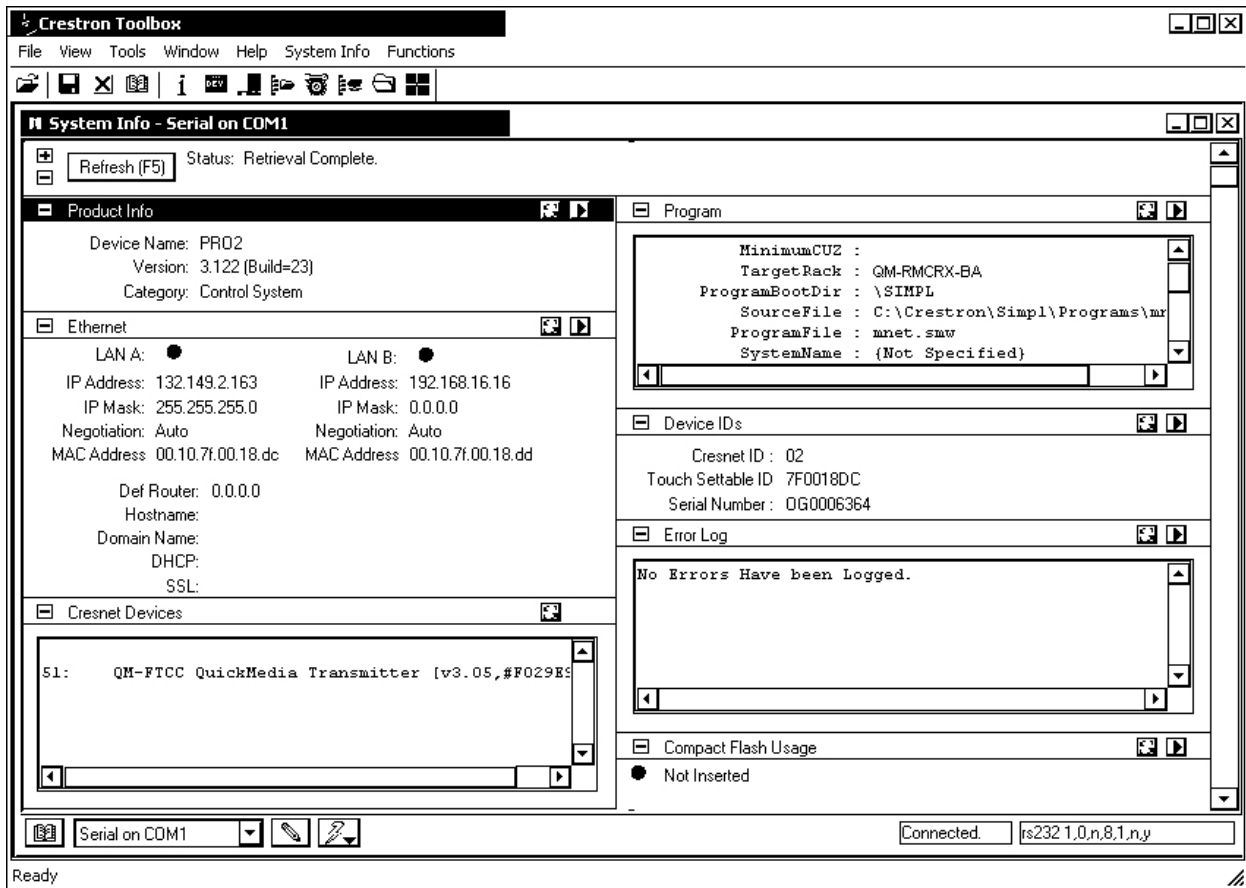 Crestron Toolbox
File View Tools Window Help System Info Functions
DEV
System Info - Serial on COM1
Refresh (F5) Status: Retrieval Complete.
Product Info
Device Name: PRO2
Version: 3.122 (Build=23)
Category: Control System
Ethernet
LAN A: LAN B:
IP Address: 132.149.2.163 IP Address: 192.168.16.16
IP Mask: 255.255.255.0 IP Mask: 0.0.0.0
Negotiation: Auto Negotiation: Auto
MAC Address 00.10.7f.00.18.dc MAC Address 00.10.7f.00.18.dd
Def Router: 0.0.0.0
Hostname:
Domain Name:
DHCP:
SSL:
Cresnet Devices
51: QM-FTCC QuickMedia Transmitter [v3.05,#F029E9
Program
MinimumCUZ :
TargetRack : QM-RMCRX-BA
ProgramBootDir : \SIMPL
SourceFile : C:\Crestron\Simpl\Programs\mr
ProgramFile : mnet.smw
SystemName : {Not Specified}
Device IDs
Cresnet ID : 02
Touch Settable ID 7F0018DC
Serial Number : OG0006364
Error Log
No Errors Have been Logged.
Compact Flash Usage
Not Inserted
Serial on COM1 Connected. rs232 1,0,n,8,1,n,y
Ready